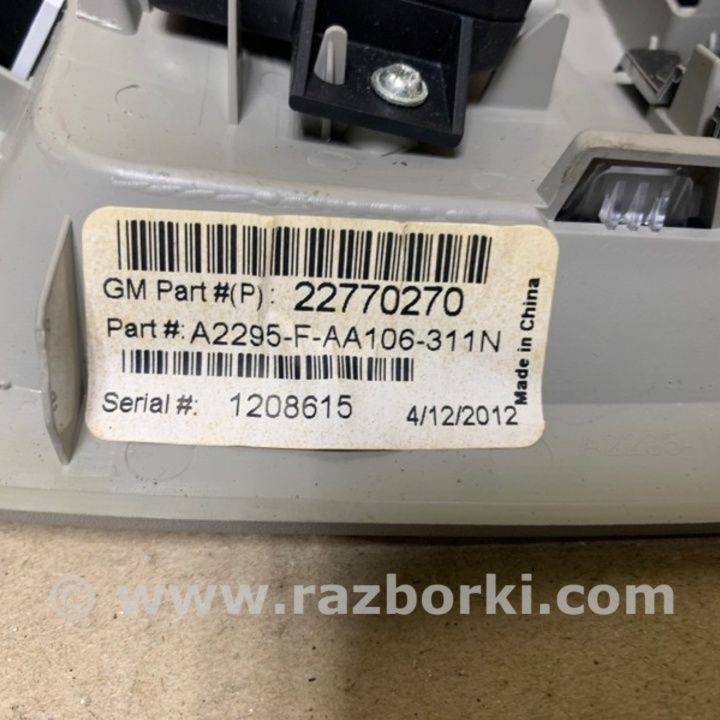 GM Part #(P): 22770270
Part #: A2295-F-AA106-311N
Serial #: 1208615 4/12/2012
Made in China
© www.razborki.com